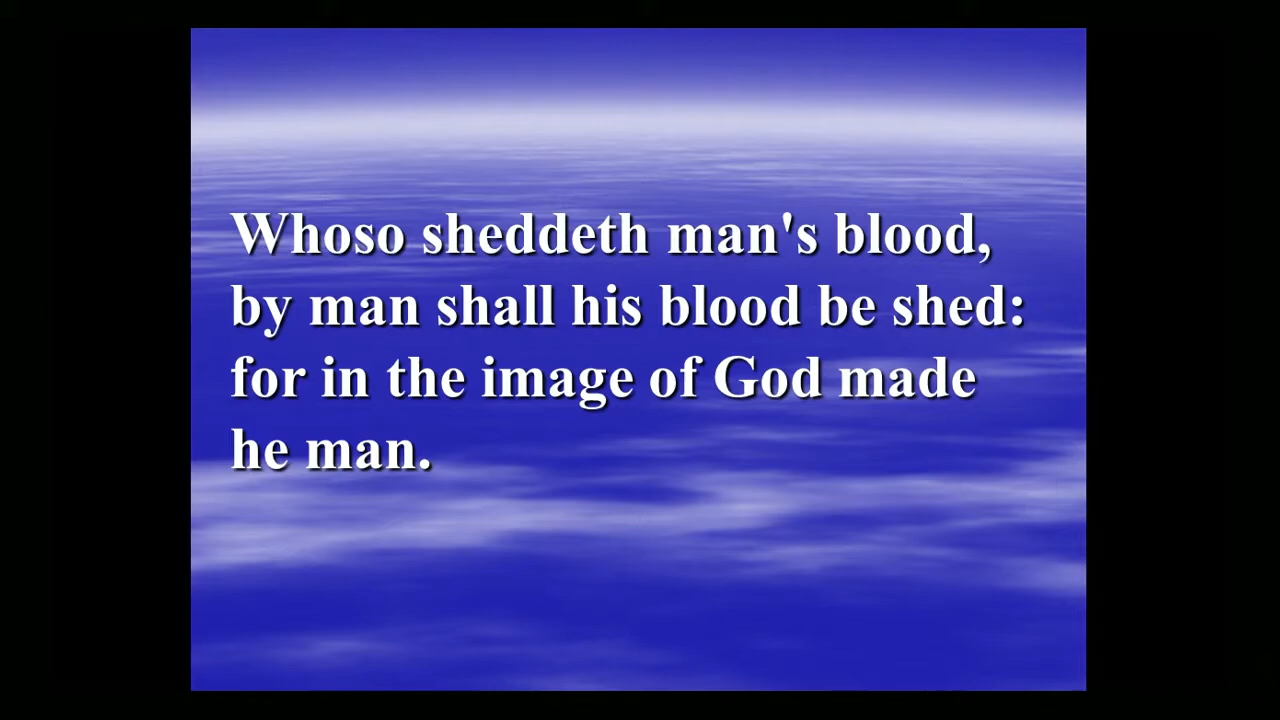 Whoso sheddeth man's blood,
by man shall his blood be shed:
for in the image of God made
he man.